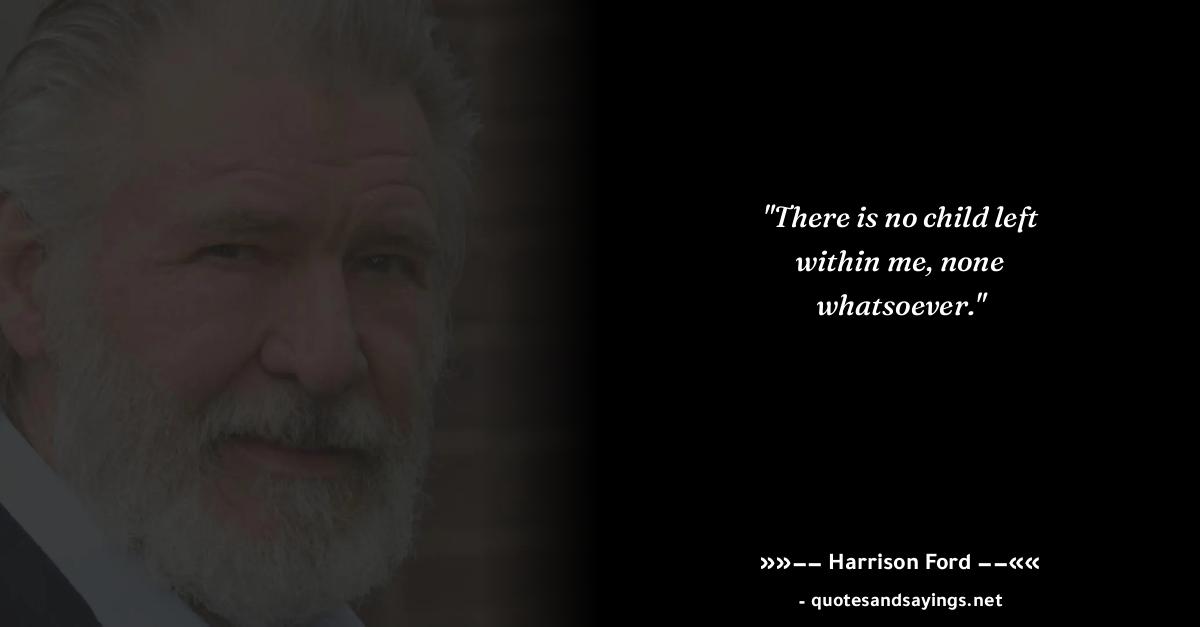 "There is no child left
within me, none
whatsoever."
»»−− Harrison Ford −−««
- quotesandsayings.net